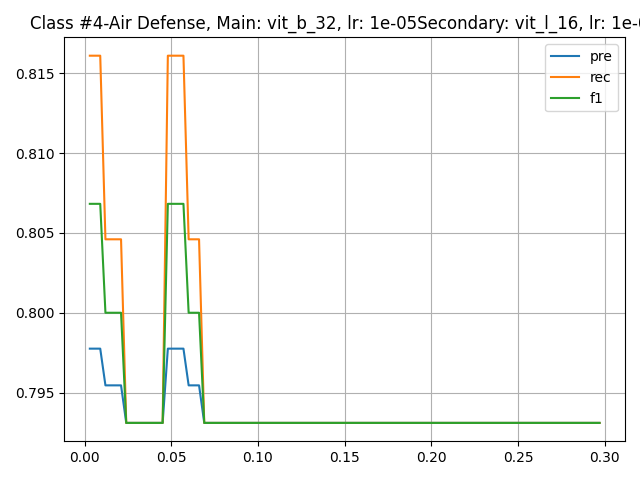 Class #4-Air Defense, Main: vit_b_32, lr: 1e-05Secondary: vit_l_16, lr: 1e-
pre
rec
f1
0.815
0.810
0.805
0.800
0.795
0.00 0.05 0.10 0.15 0.20 0.25 0.30